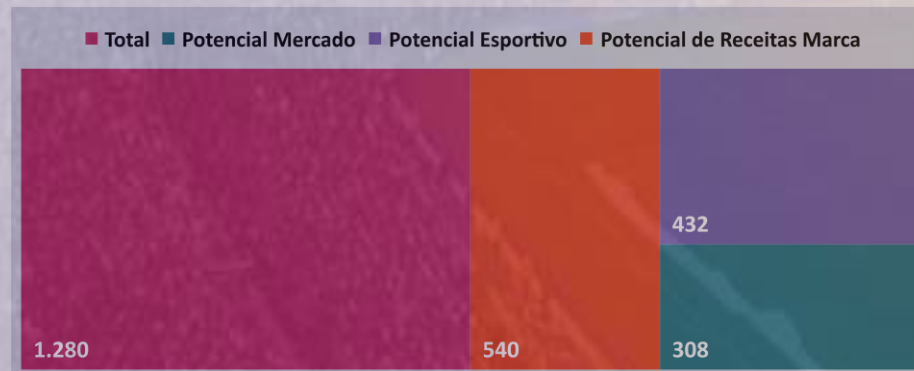 Total Potencial Mercado Potencial Esportivo Potencial de Receitas Marca
432
1.280 540 308